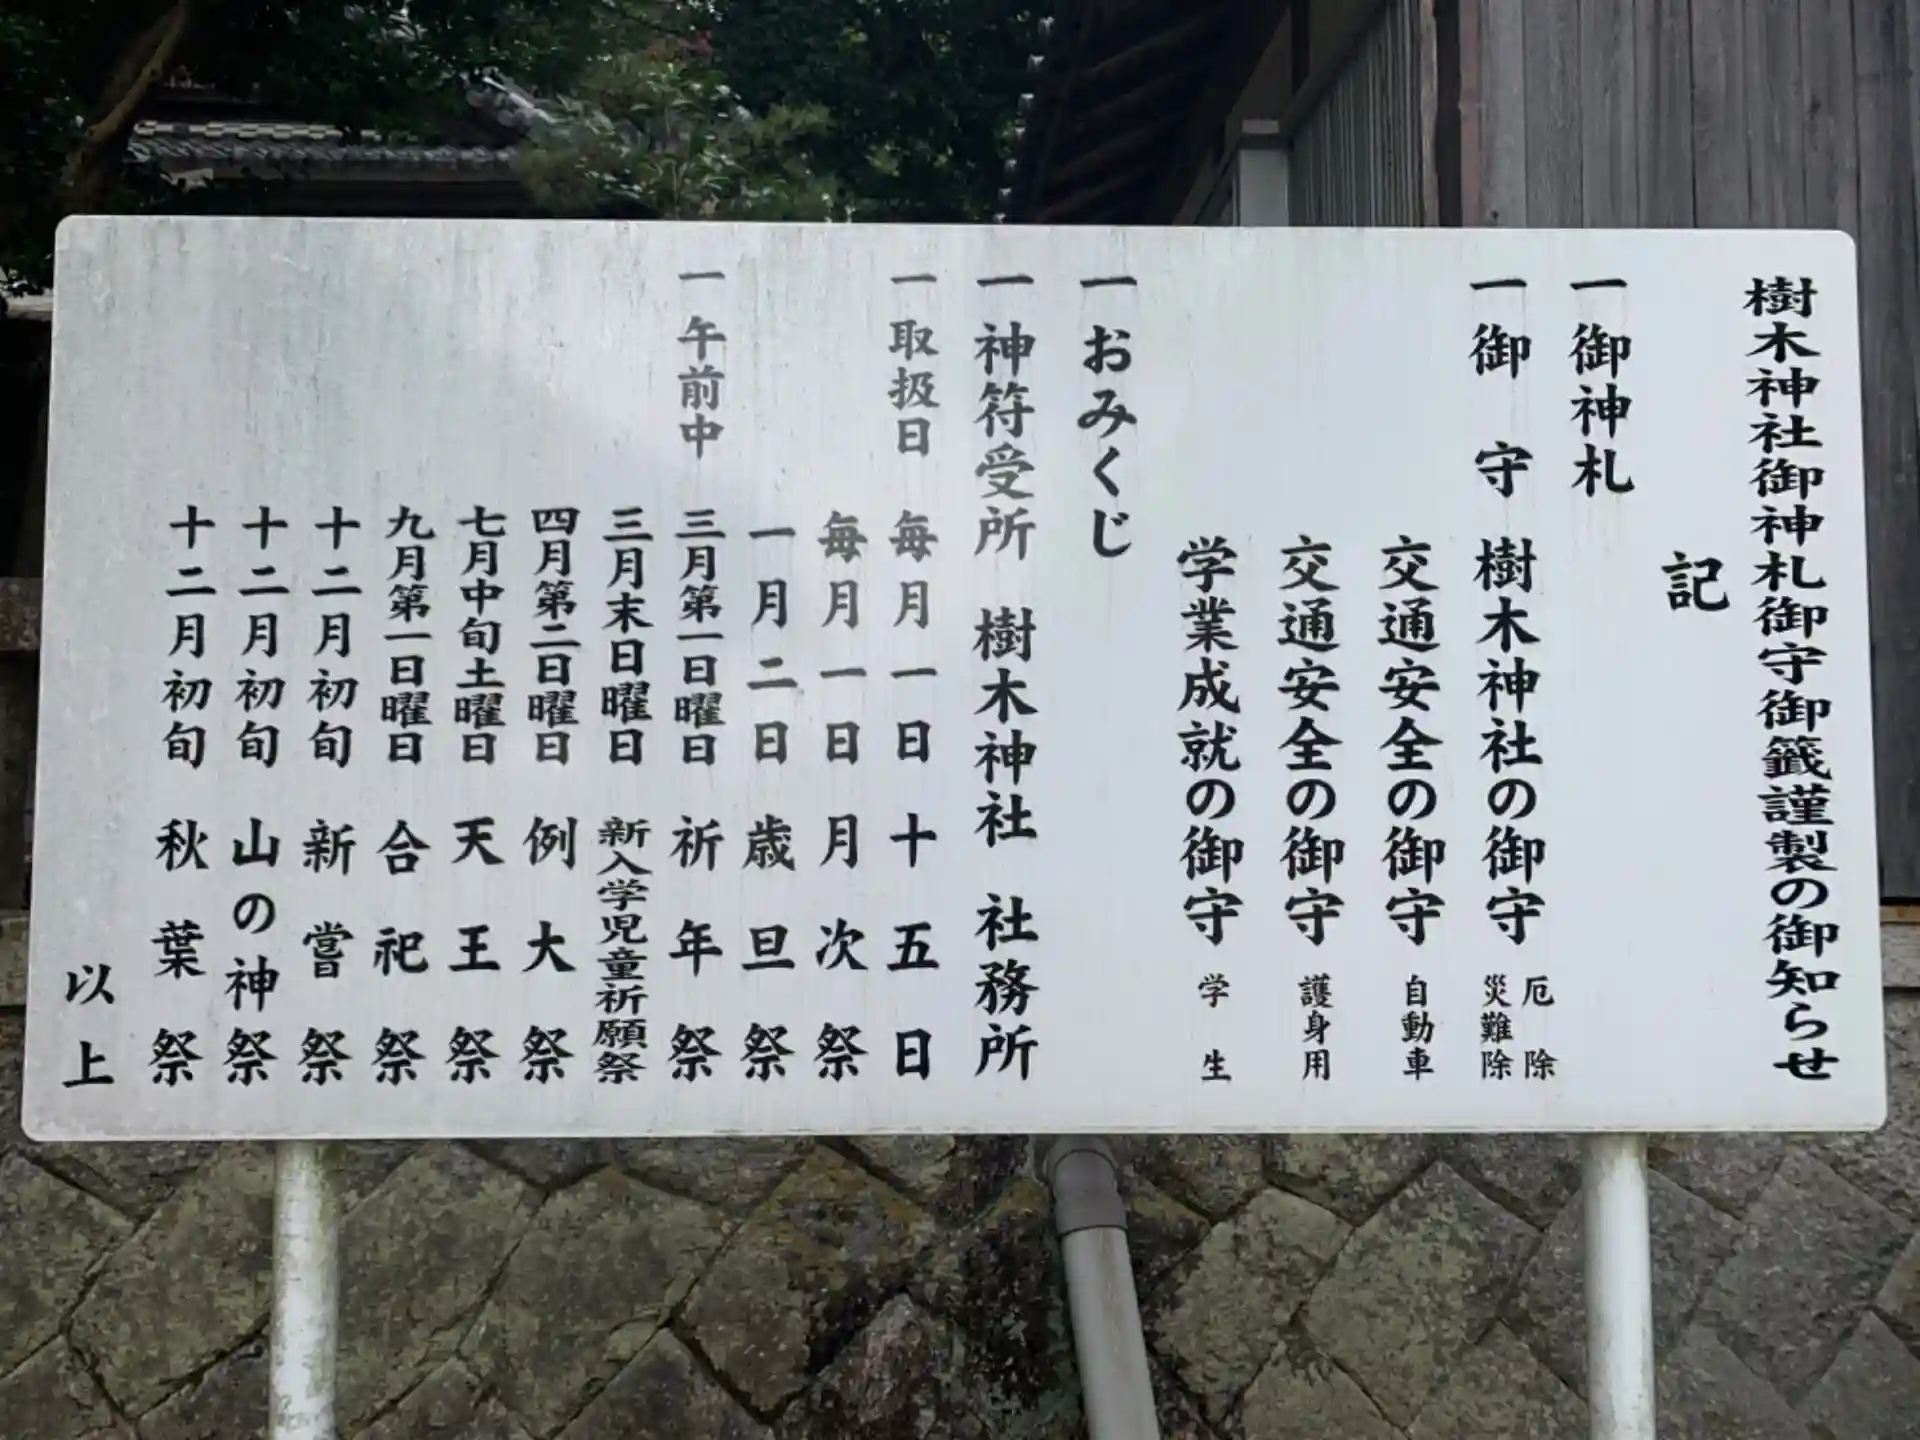 樹木神社御神札御守御籤謹製の御知らせ
記
一御神札
一御守 樹木神社の御守 厄除 災難除
交通安全の御守 自動車
交通安全の御守 護身用
学業成就の御守 学生
一おみくじ
一神符受所 樹木神社 社務所
一取扱日 毎月一日十五日
毎月一日 月次祭
一月二日 歳旦祭
一午前中 三月第一日曜日 祈年祭
三月末日曜日 新入学児童祈願祭
四月第二日曜日 例大祭
七月中旬土曜日 天王祭
九月第一日曜日 合祀祭
十二月初旬 新嘗祭
十二月初旬 山の神祭
十二月初旬 秋葉祭
以上